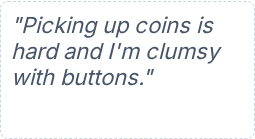 "Picking up coins is
hard and I'm clumsy
with buttons."